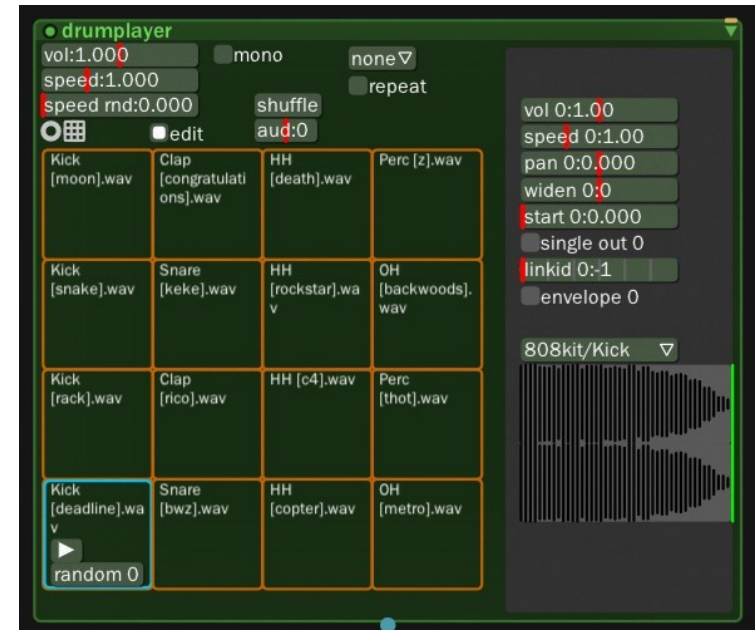 drumplayer
vol:1.000 mono none
speed:1.000 repeat
speed rnd:0.000 shuffle
edit aud:0
Kick [moon].wav
Clap [congratulati
ons].wav
HH [death].wav
Perc [z].wav
Kick [snake].wav
Snare [keke].wav
HH [rockstar].wa
v
OH [backwoods].
wav
Kick [rack].wav
Clap [rico].wav
HH [c4].wav
Perc [thot].wav
Kick [deadline].wa
v
random 0
Snare [bwz].wav
HH [copter].wav
OH [metro].wav
vol 0:1.00
speed 0:1.00
pan 0:0.000
widen 0:0
start 0:0.000
single out 0
linkid 0:-1
envelope 0
808kit/Kick